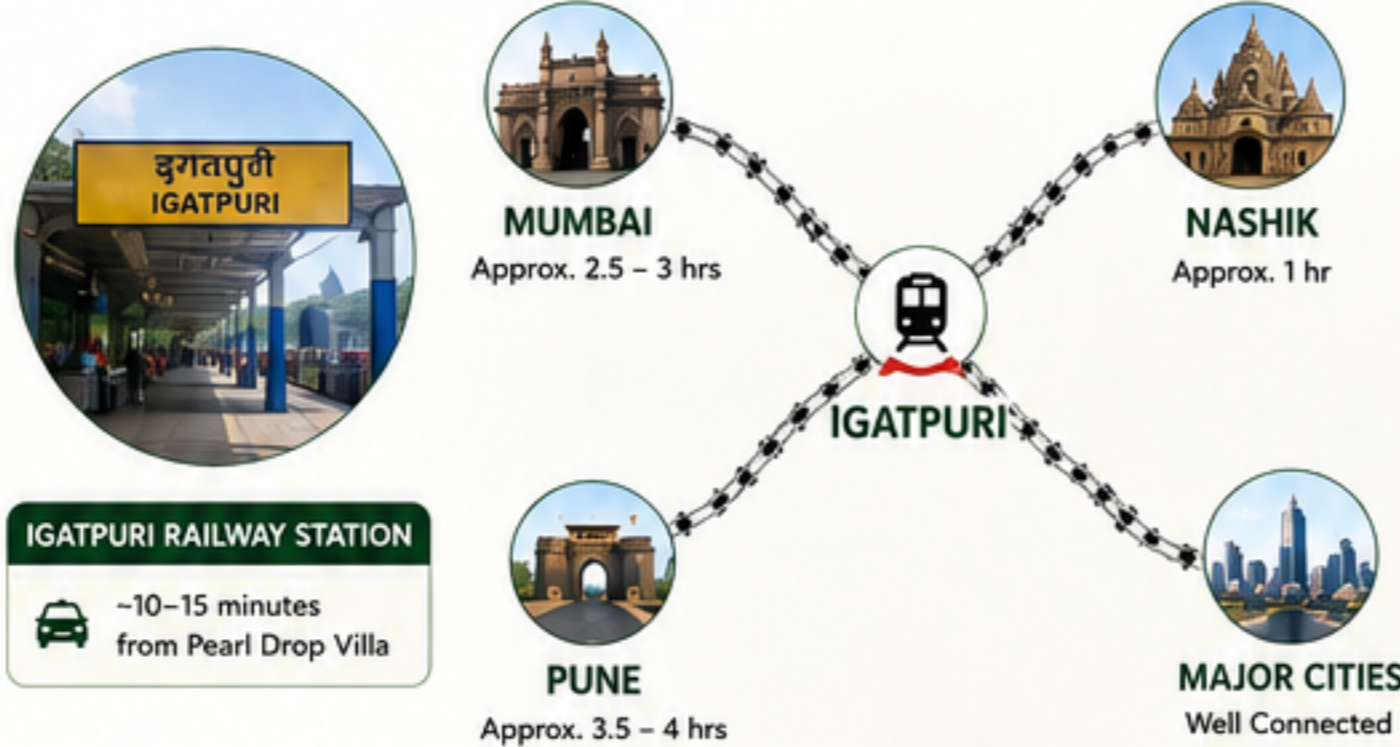 इगतपुरी
IGATPURI
IGATPURI RAILWAY STATION
~10–15 minutes
from Pearl Drop Villa
MUMBAI
Approx. 2.5 – 3 hrs
NASHIK
Approx. 1 hr
IGATPURI
PUNE
Approx. 3.5 – 4 hrs
MAJOR CITIES
Well Connected